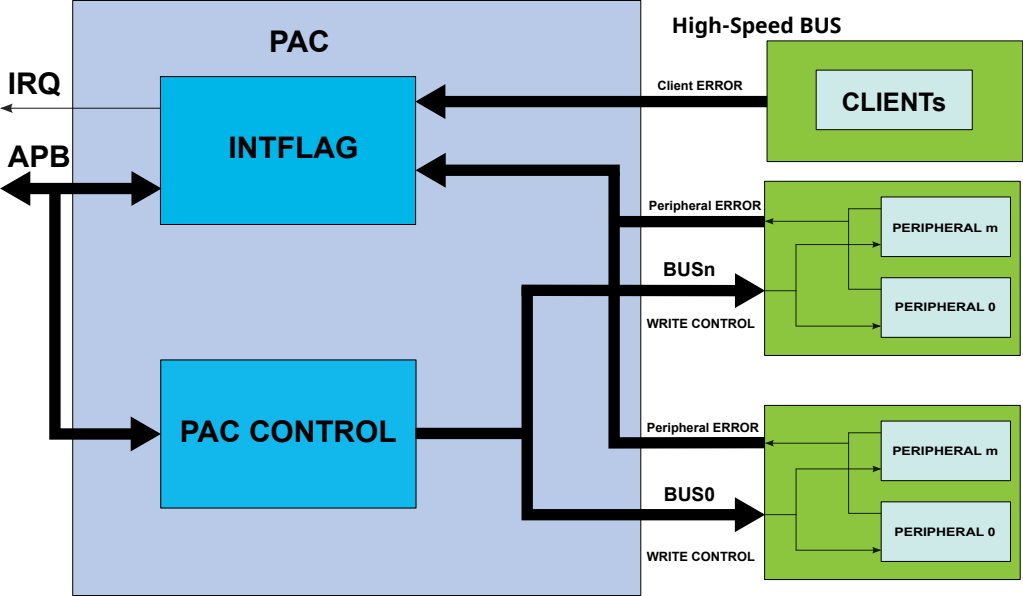 High-Speed BUS
PAC
IRQ
Client ERROR
CLIENTs
INTFLAG
APB
Peripheral ERROR
PERIPHERAL m
BUSn
PERIPHERAL 0
WRITE CONTROL
PAC CONTROL
Peripheral ERROR
PERIPHERAL m
BUS0
PERIPHERAL 0
WRITE CONTROL